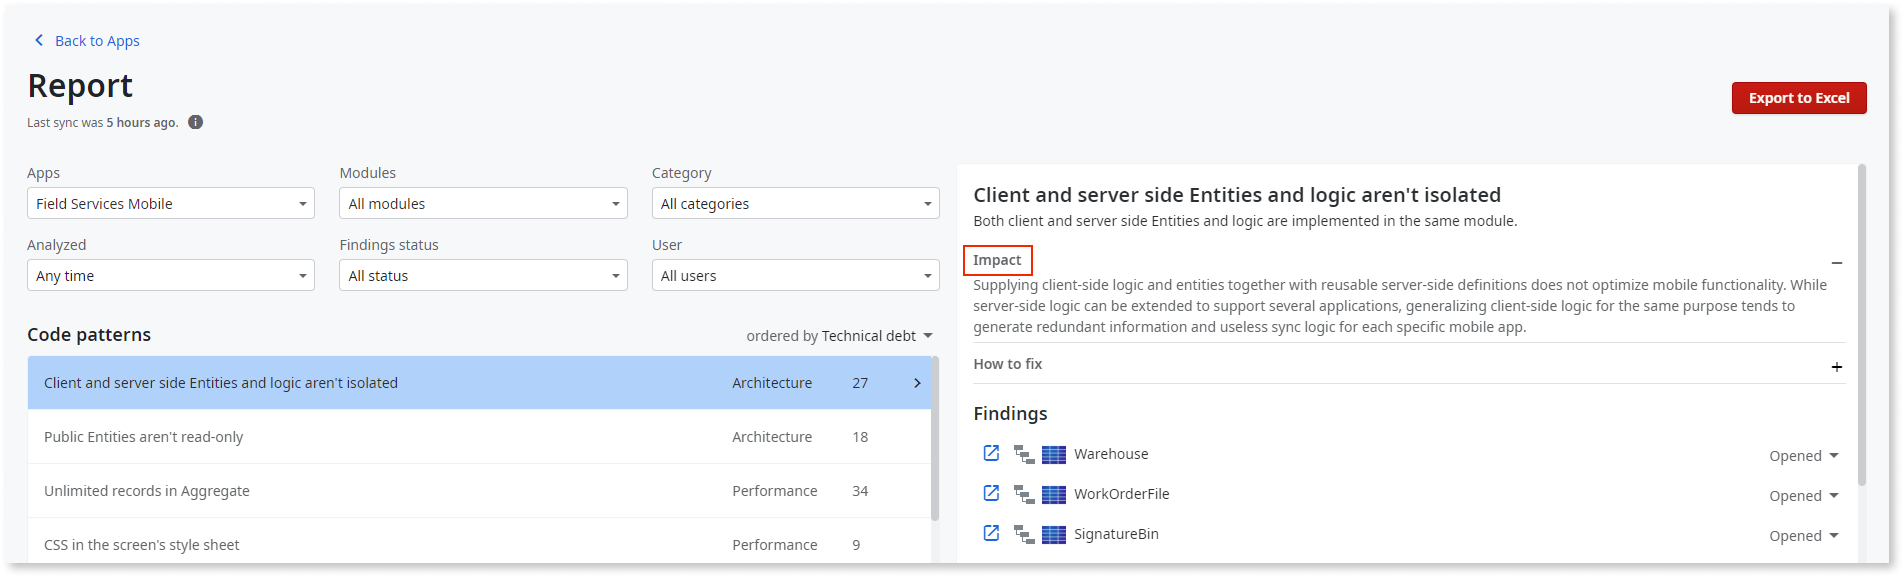 Back to Apps
Report
Export to Excel
Last sync was 5 hours ago.
Apps
Modules
Category
Field Services Mobile
All modules
All categories
Analyzed
Findings status
User
Any time
All status
All users
Code patterns
ordered by Technical debt
Client and server side Entities and logic aren't isolated Architecture 27
Public Entities aren't read-only Architecture 18
Unlimited records in Aggregate Performance 34
CSS in the screen's style sheet Performance 9
Client and server side Entities and logic aren't isolated
Both client and server side Entities and logic are implemented in the same module.
Impact
Supplying client-side logic and entities together with reusable server-side definitions does not optimize mobile functionality. While
server-side logic can be extended to support several applications, generalizing client-side logic for the same purpose tends to
generate redundant information and useless sync logic for each specific mobile app.
How to fix
Findings
Warehouse Opened
WorkOrderFile Opened
SignatureBin Opened